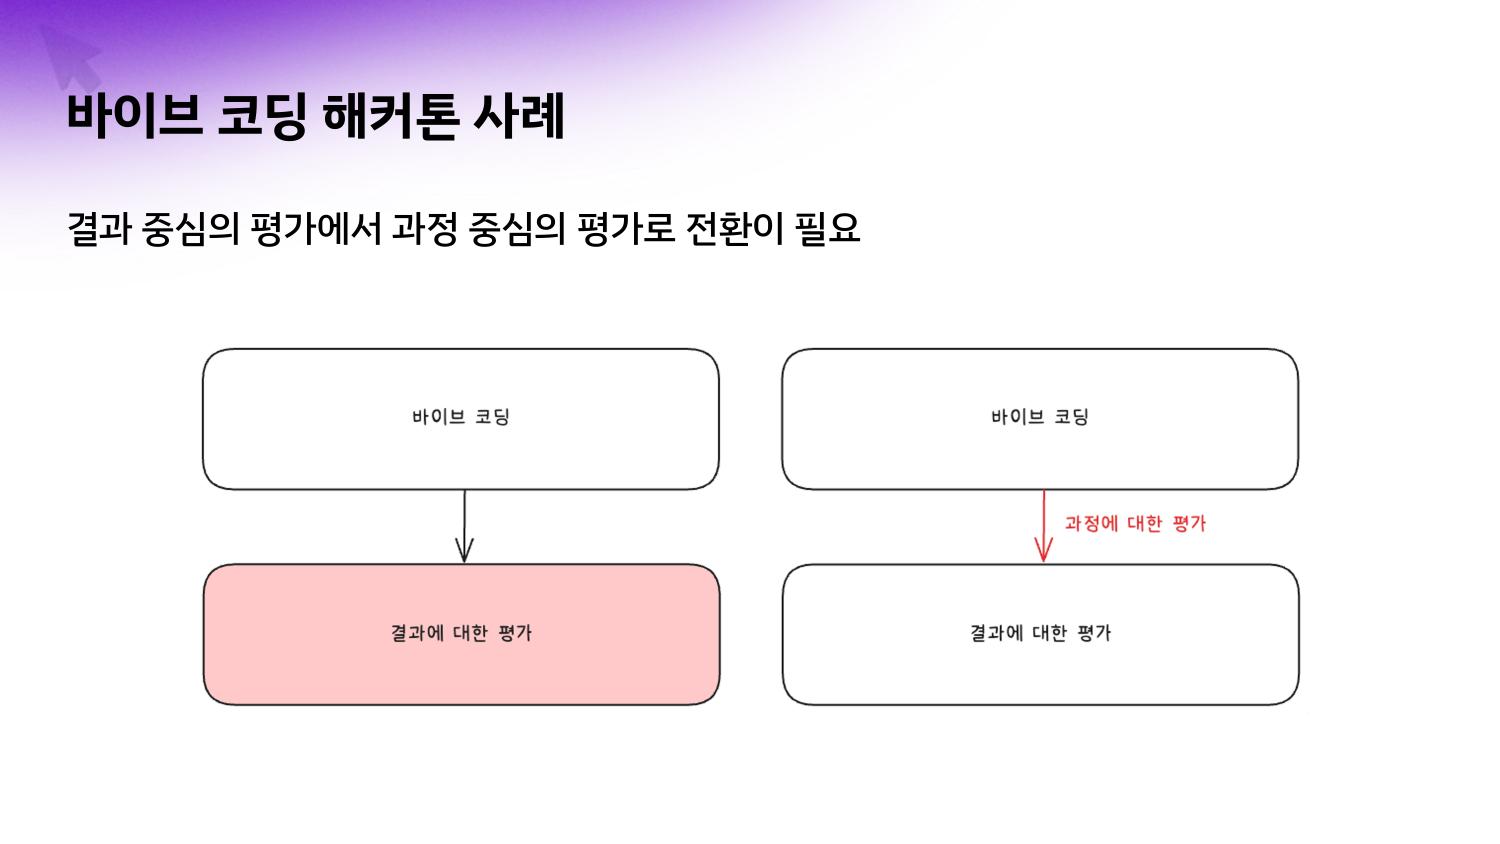 바이브 코딩 해커톤 사례
결과 중심의 평가에서 과정 중심의 평가로 전환이 필요
바이브 코딩
결과에 대한 평가
바이브 코딩
과정에 대한 평가
결과에 대한 평가